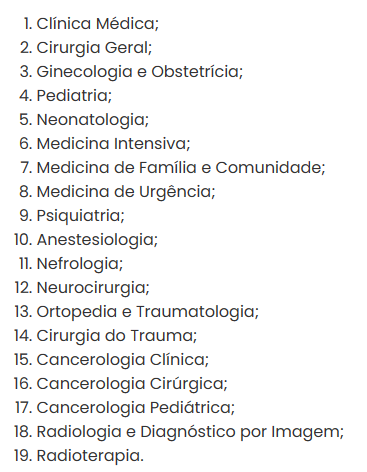 1. Clínica Médica;
2. Cirurgia Geral;
3. Ginecologia e Obstetrícia;
4. Pediatria;
5. Neonatologia;
6. Medicina Intensiva;
7. Medicina de Família e Comunidade;
8. Medicina de Urgência;
9. Psiquiatria;
10. Anestesiologia;
11. Nefrologia;
12. Neurocirurgia;
13. Ortopedia e Traumatologia;
14. Cirurgia do Trauma;
15. Cancerologia Clínica;
16. Cancerologia Cirúrgica;
17. Cancerologia Pediátrica;
18. Radiologia e Diagnóstico por Imagem;
19. Radioterapia.